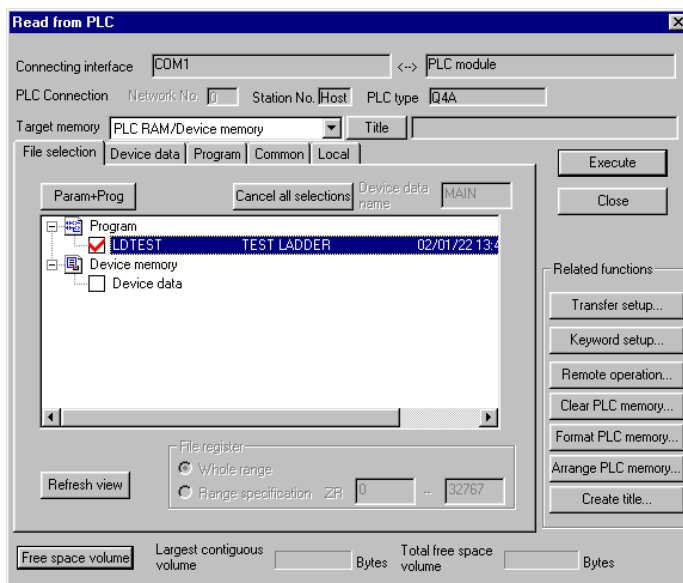 Read from PLC
Connecting interface COM1 <--> PLC module
PLC Connection Network No. 0 Station No. Host PLC type Q4A
Target memory PLC RAM/Device memory Title
File selection Device data Program Common Local
Execute
Param+Prog Cancel all selections Device data name MAIN
Close
Program
LDTEST TEST LADDER 02/01/22 13:4
Device memory
Device data
Related functions
Transfer setup...
Keyword setup...
Remote operation...
Clear PLC memory...
Format PLC memory...
Arrange PLC memory...
Create title...
File register
Whole range
Refresh view
Range specification ZR 0 -- 32767
Free space volume Largest contiguous volume Bytes Total free space volume Bytes